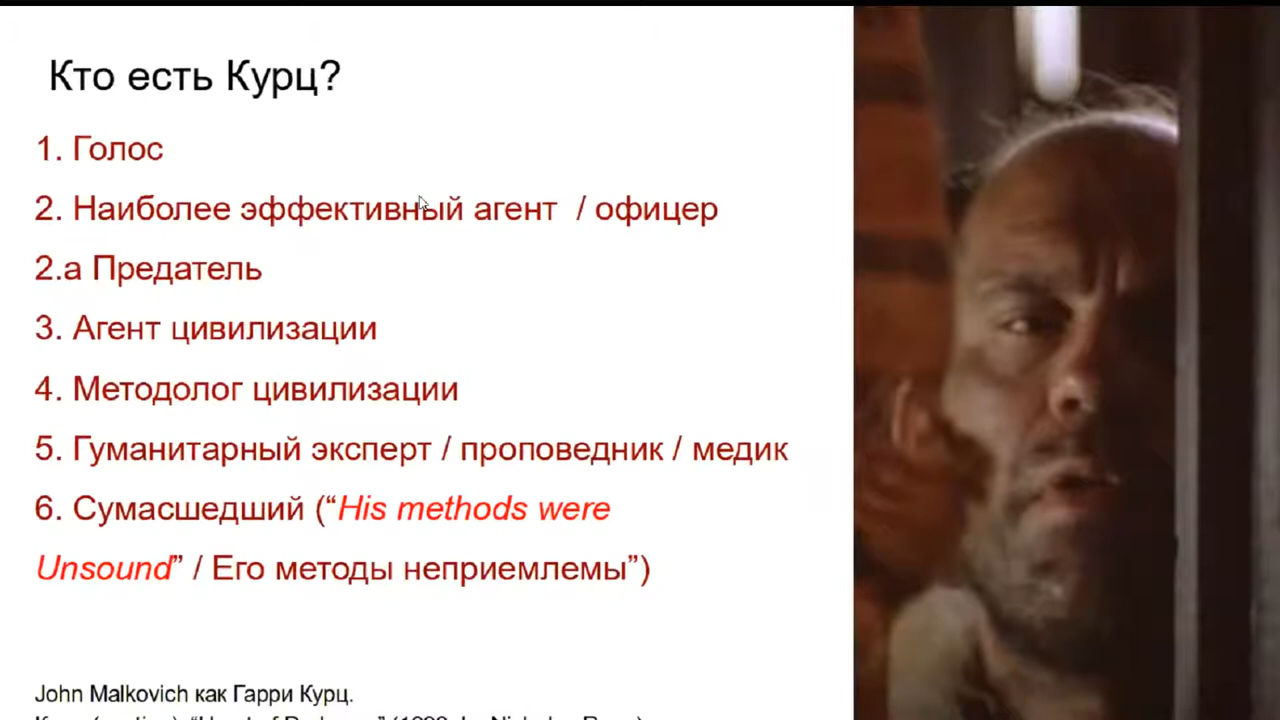 Кто есть Курц?
1. Голос
2. Наиболее эффективный агент / офицер
2.а Предатель
3. Агент цивилизации
4. Методолог цивилизации
5. Гуманитарный эксперт / проповедник / медик
6. Сумасшедший (“His methods were
Unsound” / Его методы неприемлемы”)
John Malkovich как Гарри Курц.